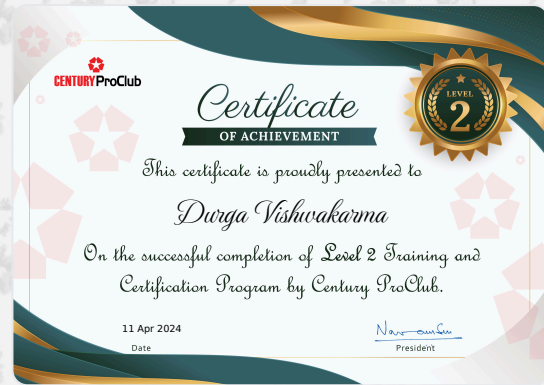 CENTURY ProClub
LEVEL
2
Certificate
OF ACHIEVEMENT
This certificate is proudly presented to
Durga Vishwakarma
On the successful completion of Level 2 Training and
Certification Program by Century ProClub.
11 Apr 2024
Date
President